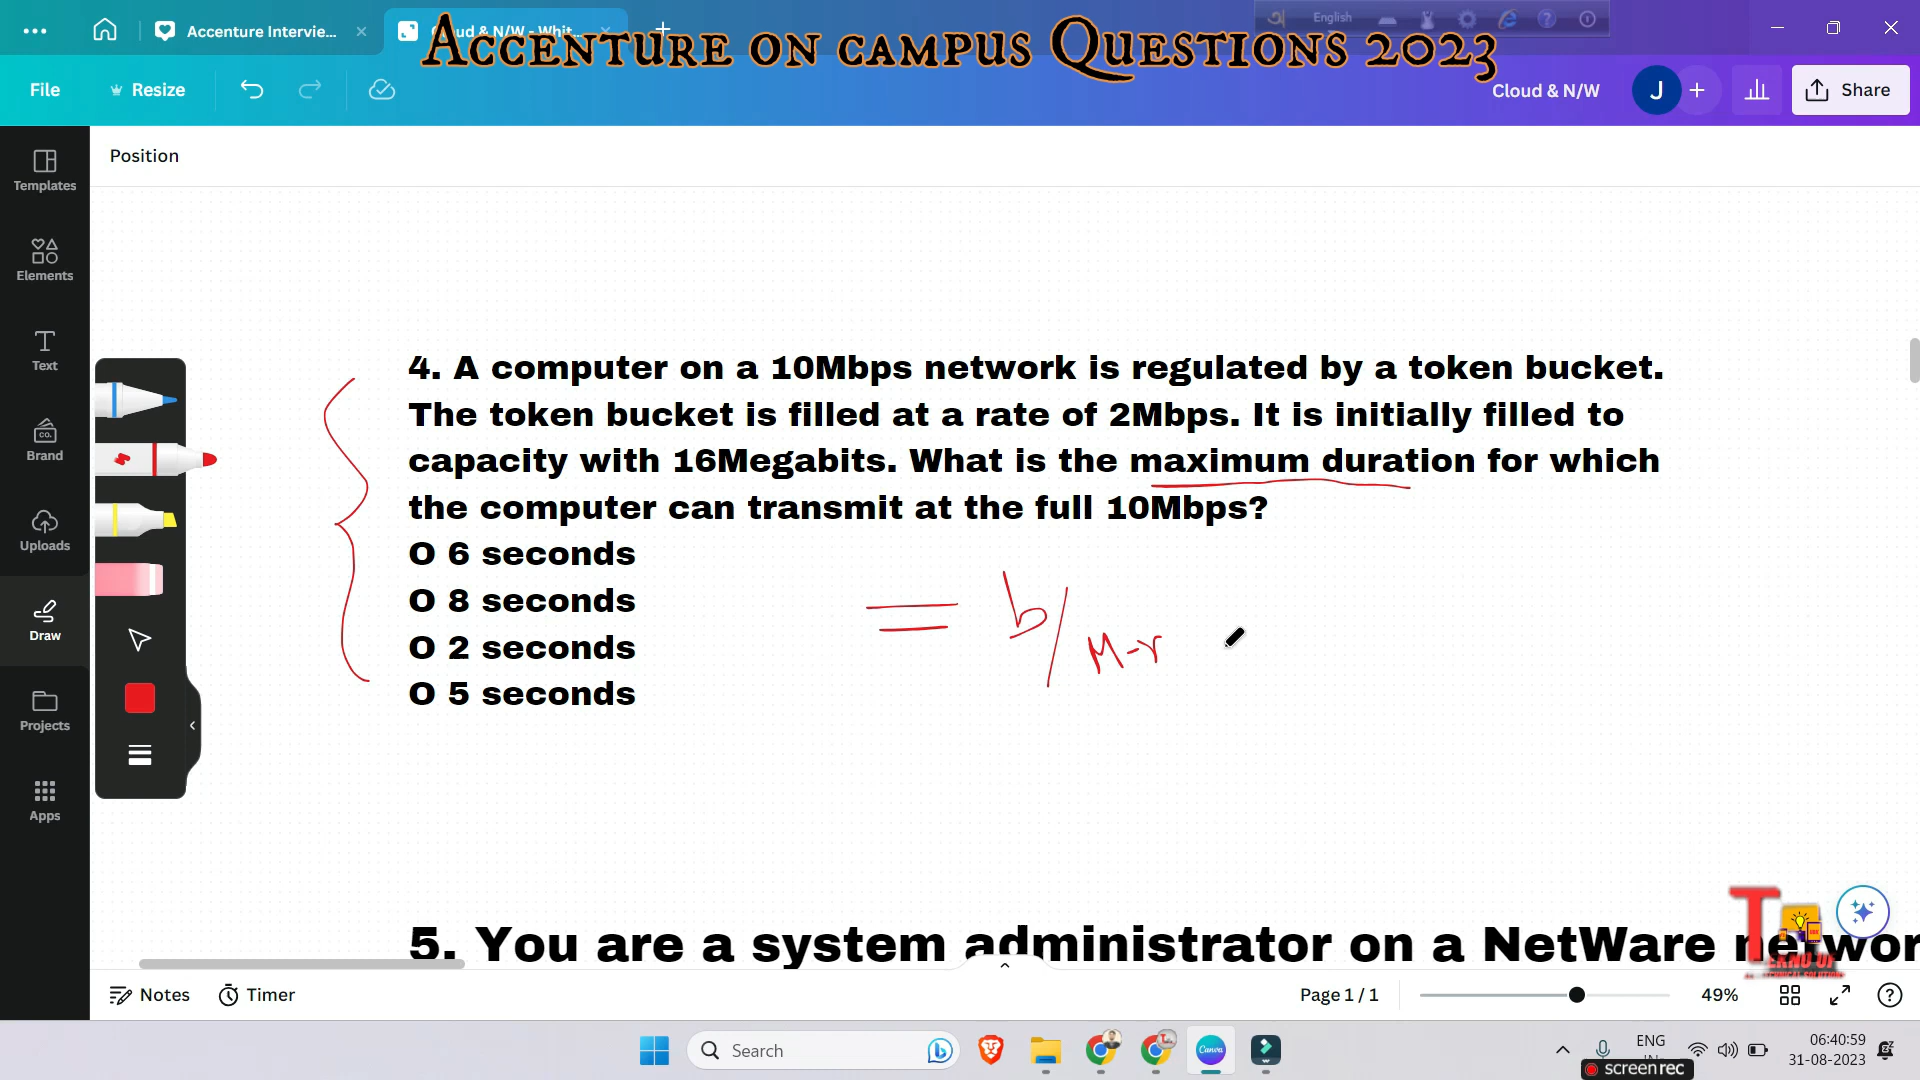 Accenture on campus Questions 2023
Accenture Intervie...
English
File
Resize
Cloud & N/W
J
Share
Position
Templates
Elements
Text
Brand
Uploads
Draw
Projects
Apps
4. A computer on a 10Mbps network is regulated by a token bucket.
The token bucket is filled at a rate of 2Mbps. It is initially filled to
capacity with 16Megabits. What is the maximum duration for which
the computer can transmit at the full 10Mbps?
O 6 seconds
O 8 seconds
O 2 seconds
O 5 seconds
= b/M-r
5. You are a system administrator on a NetWare networ
Notes
Timer
Page 1 / 1
49%
Search
Canva
ENG
06:40:59
31-08-2023
screenrec